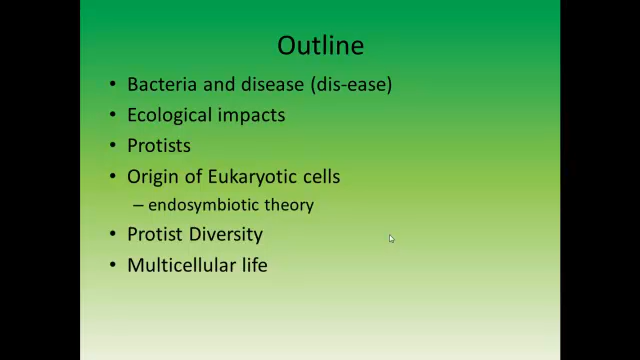 Outline
• Bacteria and disease (dis-ease)
• Ecological impacts
• Protists
• Origin of Eukaryotic cells
– endosymbiotic theory
• Protist Diversity
• Multicellular life